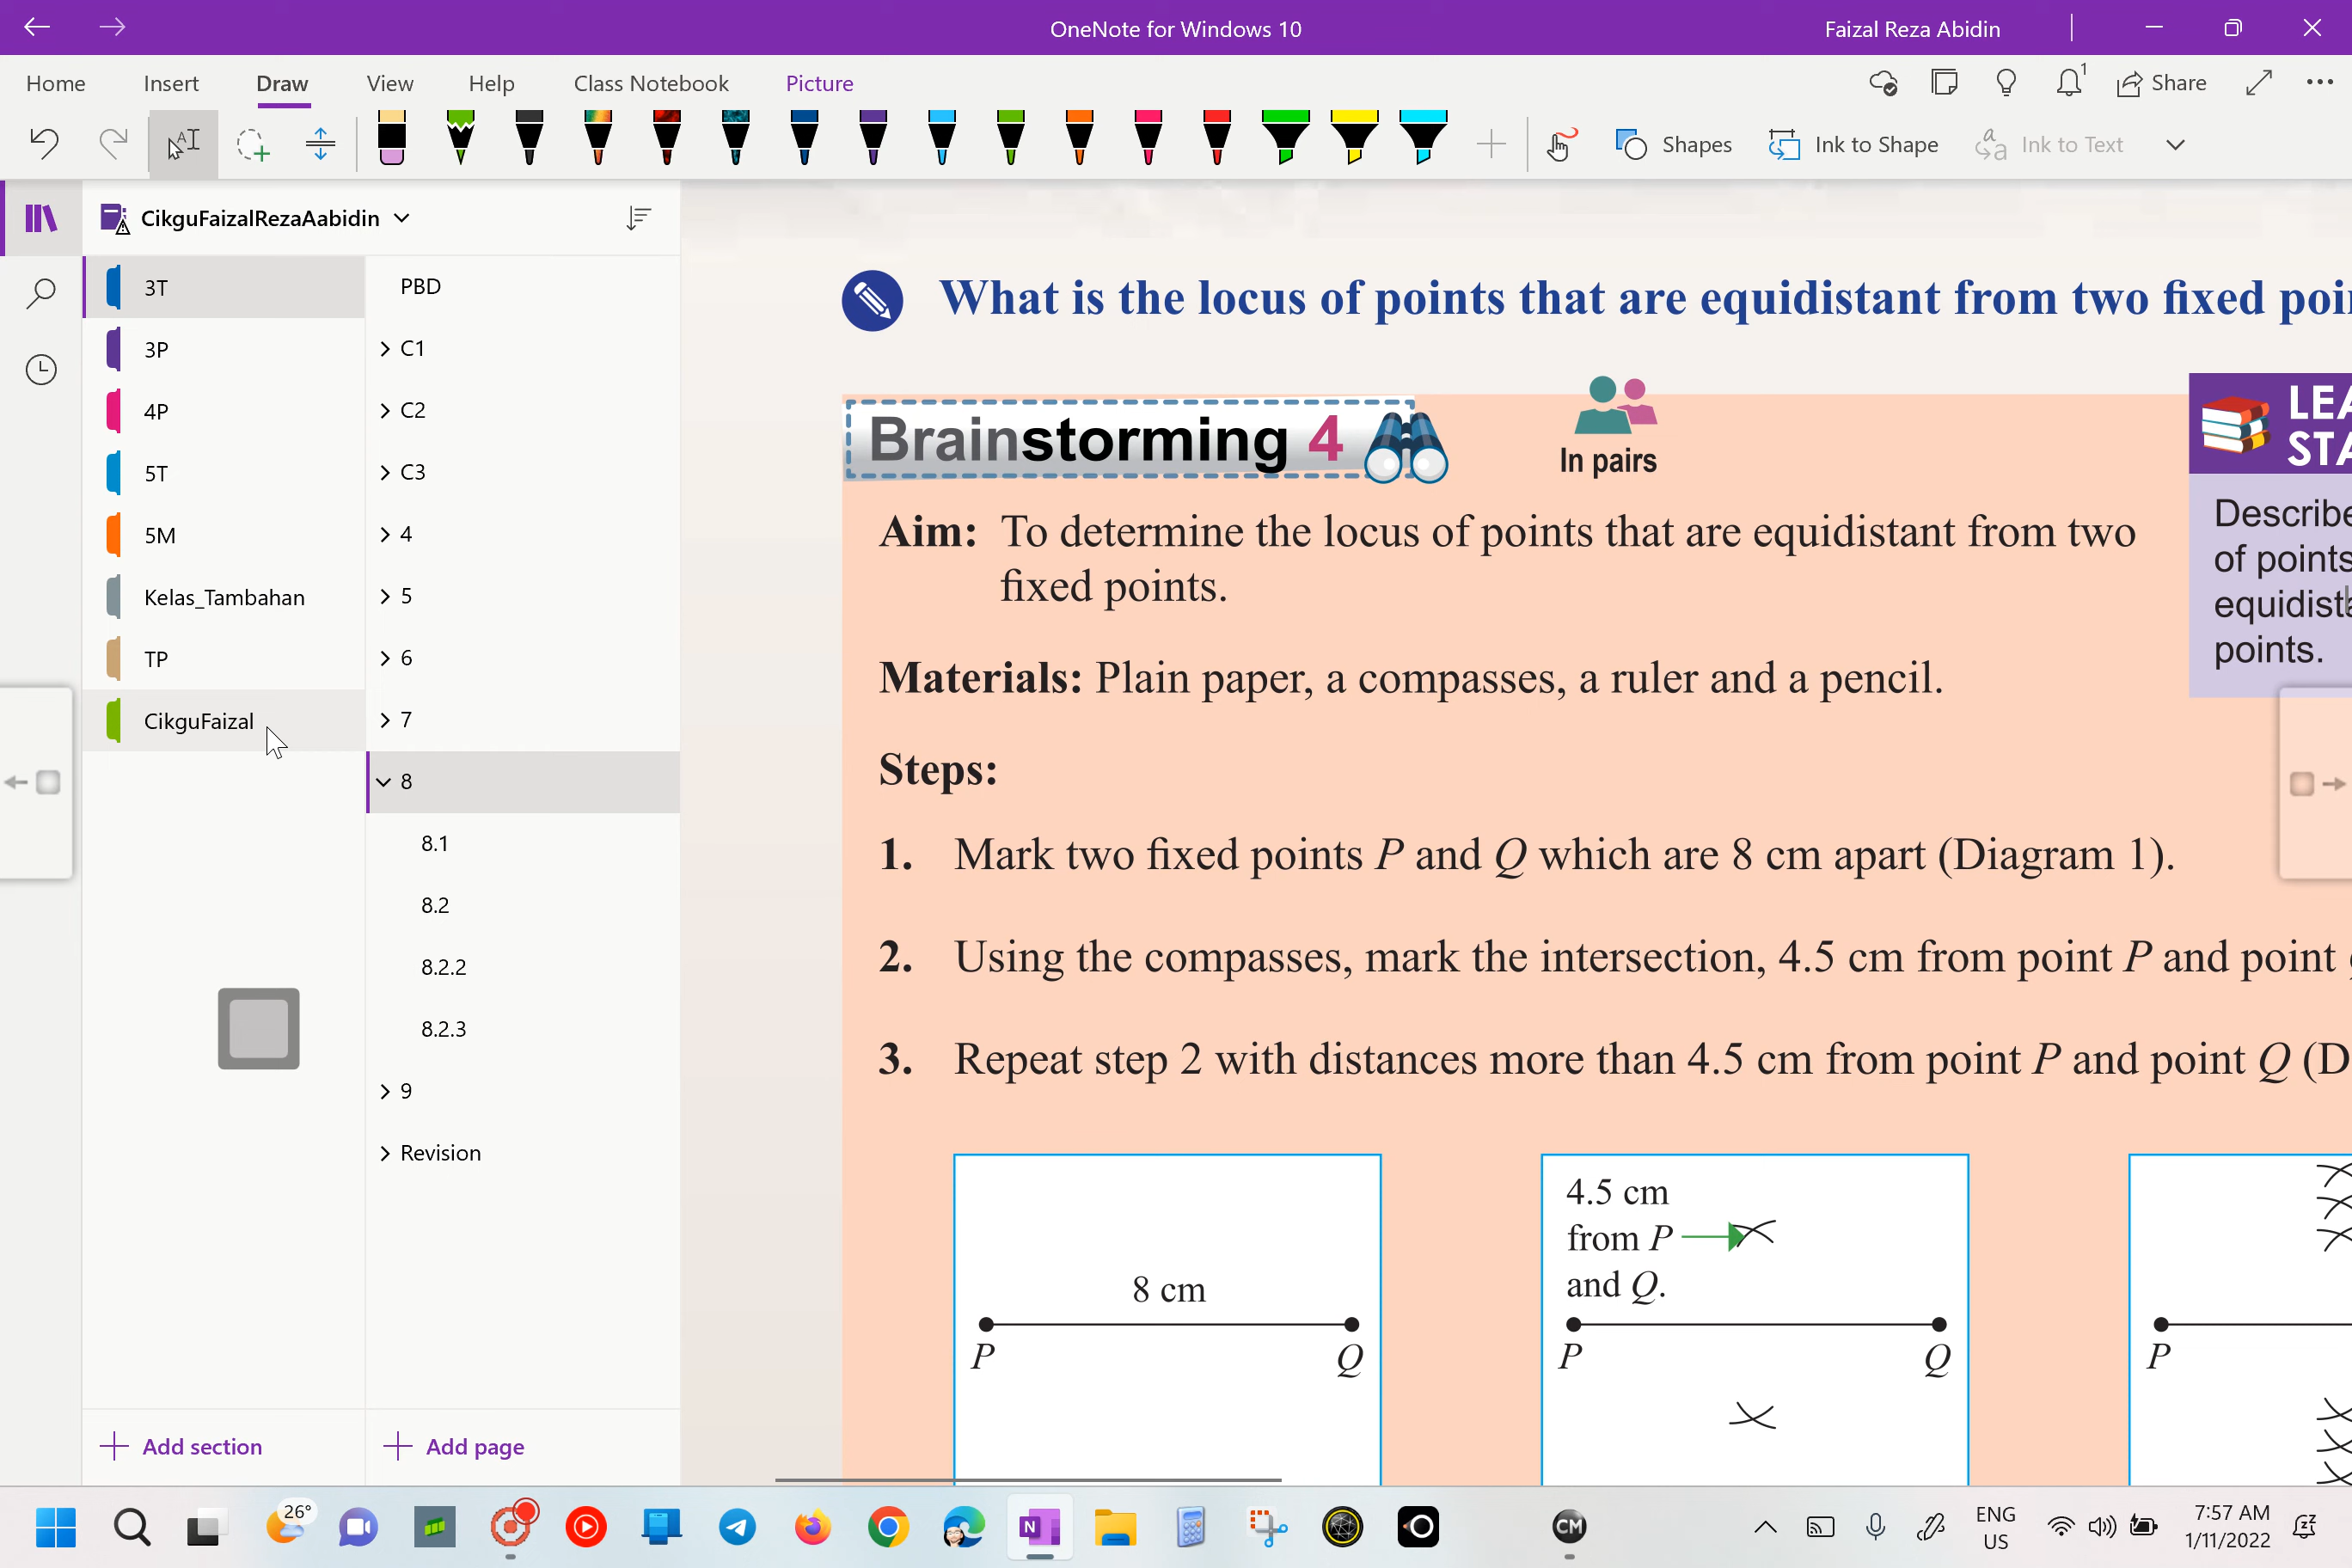 OneNote for Windows 10
Faizal Reza Abidin
Home Insert Draw View Help Class Notebook Picture
1
Share
Shapes
Ink to Shape
Ink to Text
CikguFaizalRezaAabidin
3T
3P
4P
5T
5M
Kelas_Tambahan
TP
CikguFaizal
Add section
PBD
C1
C2
C3
4
5
6
7
8
8.1
8.2
8.2.2
8.2.3
9
Revision
Add page
What is the locus of points that are equidistant from two fixed
Brainstorming 4
In pairs
Aim: To determine the locus of points that are equidistant from two
fixed points.
Materials: Plain paper, a compasses, a ruler and a pencil.
Steps:
1. Mark two fixed points P and Q which are 8 cm apart (Diagram 1).
2. Using the compasses, mark the intersection, 4.5 cm from point P and point
3. Repeat step 2 with distances more than 4.5 cm from point P and point Q (D
LEA
STA
Describe
of points
equidist
points.
8 cm
P Q
4.5 cm
from P
and Q.
P Q
P
26°
N
CM
ENG
US
7:57 AM
1/11/2022